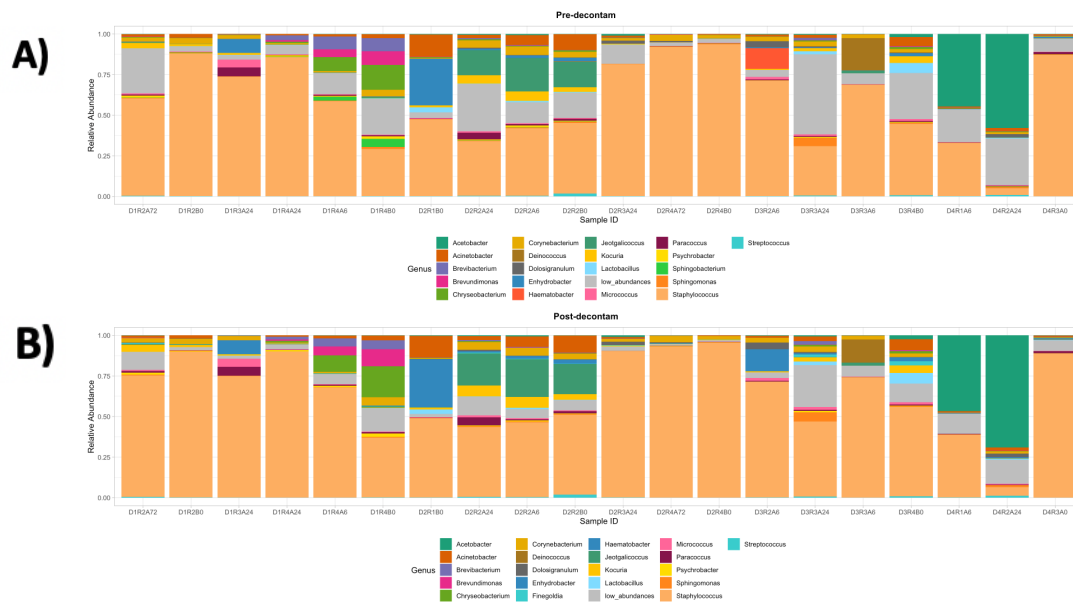 A)
Pre-decontam
Relative Abundance
1.00
0.75
0.50
0.25
0.00
D1R2A72 D1R2B0 D1R3A24 D1R4A24 D1R4A6 D1R4B0 D2R1B0 D2R2A24 D2R2A6 D2R2B0 D2R3A24 D2R4A72 D2R4B0 D3R2A6 D3R3A24 D3R3A6 D3R4B0 D4R1A6 D4R2A24 D4R3A0
Sample ID
Genus
Acetobacter Corynebacterium Jeotgalicoccus Paracoccus Streptococcus
Acinetobacter Deinococcus Kocuria Psychrobacter
Brevibacterium Dolosigranulum Lactobacillus Sphingobacterium
Brevundimonas Enhydrobacter low_abundances Sphingomonas
Chryseobacterium Haematobacter Micrococcus Staphylococcus
B)
Post-decontam
Relative Abundance
1.00
0.75
0.50
0.25
0.00
D1R2A72 D1R2B0 D1R3A24 D1R4A24 D1R4A6 D1R4B0 D2R1B0 D2R2A24 D2R2A6 D2R2B0 D2R3A24 D2R4A72 D2R4B0 D3R2A6 D3R3A24 D3R3A6 D3R4B0 D4R1A6 D4R2A24 D4R3A0
Sample ID
Genus
Acetobacter Corynebacterium Haematobacter Micrococcus Streptococcus
Acinetobacter Deinococcus Jeotgalicoccus Paracoccus
Brevibacterium Dolosigranulum Kocuria Psychrobacter
Brevundimonas Enhydrobacter Lactobacillus Sphingomonas
Chryseobacterium Finegoldia low_abundances Staphylococcus